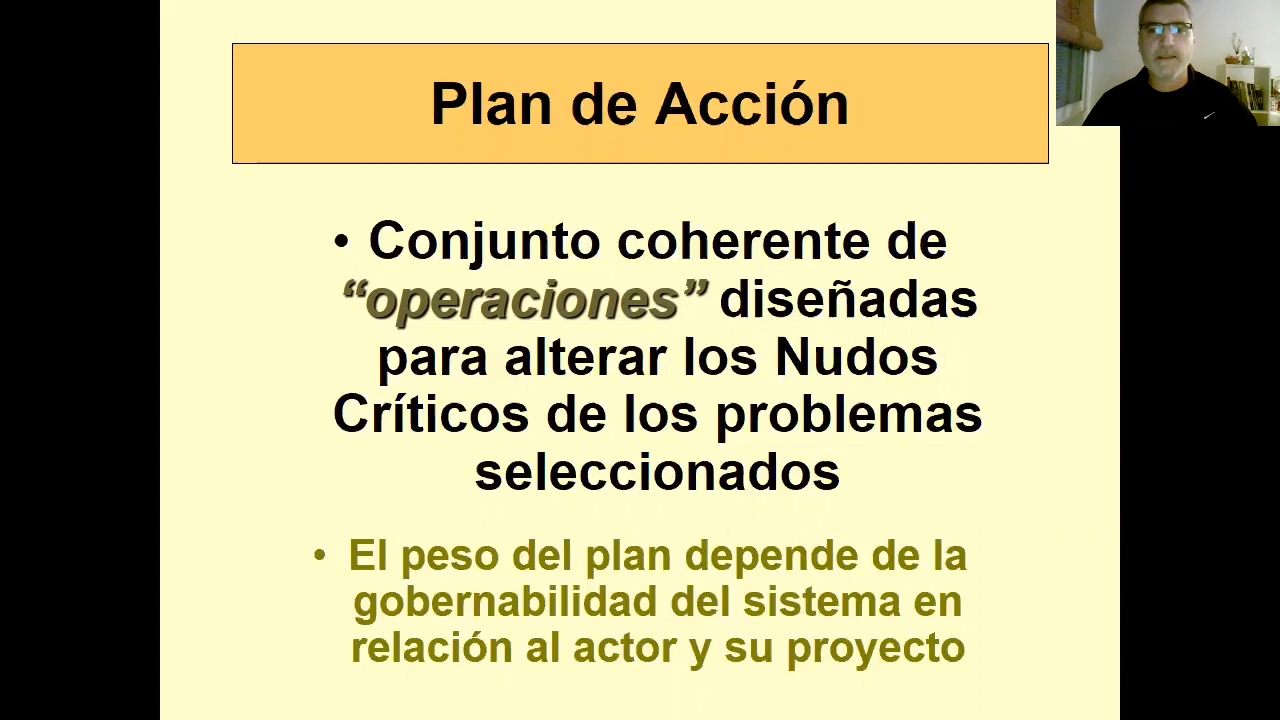 Plan de Acción
• Conjunto coherente de
“operaciones” diseñadas
para alterar los Nudos
Críticos de los problemas
seleccionados
• El peso del plan depende de la
gobernabilidad del sistema en
relación al actor y su proyecto